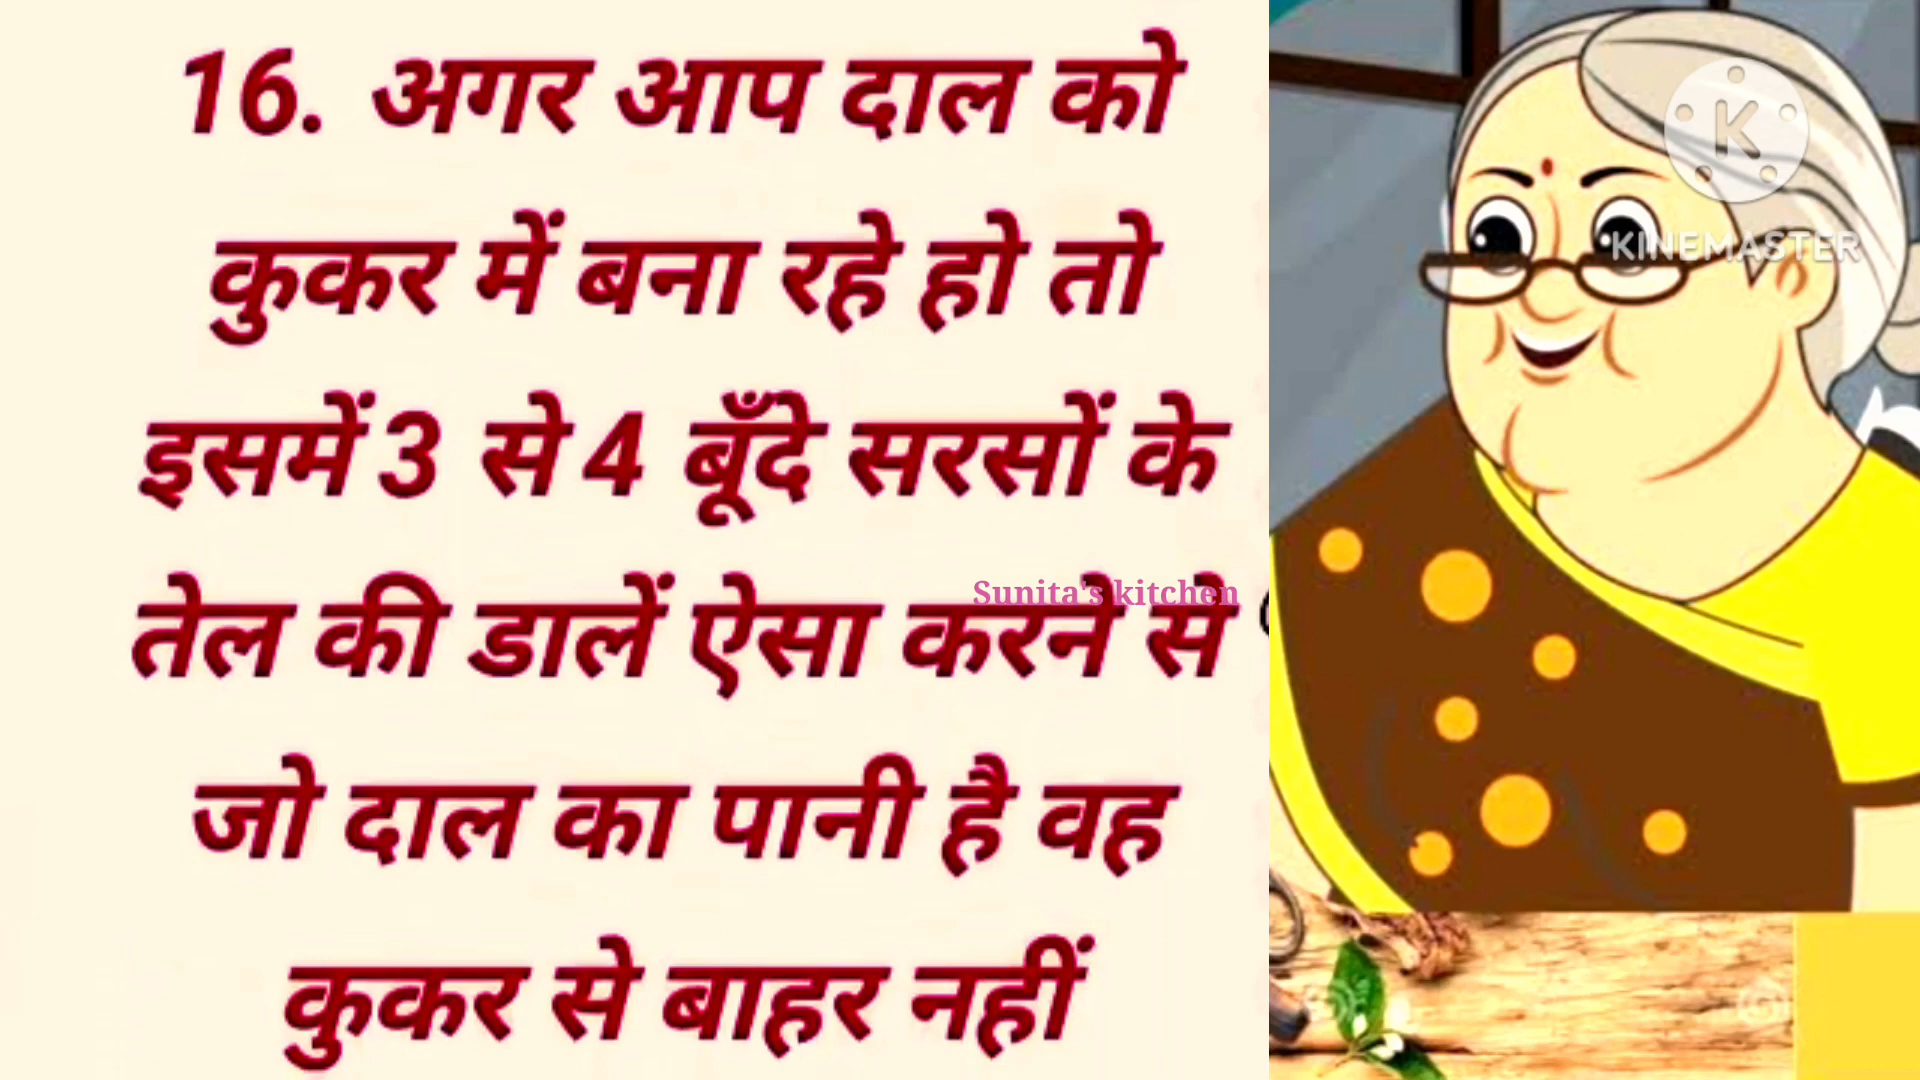 16. अगर आप दाल को
कुकर में बना रहे हो तो
इसमें 3 से 4 बूँदे सरसों के
तेल की डालें ऐसा करने से
जो दाल का पानी है वह
कुकर से बाहर नहीं
Sunita's kitchen
K
KINEMASTER